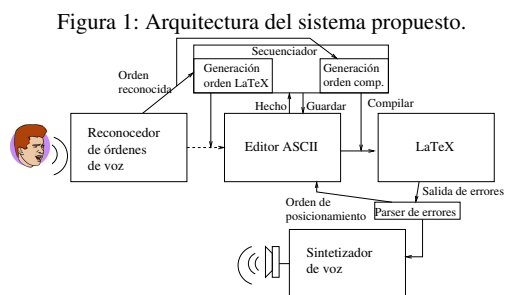 Figura 1: Arquitectura del sistema propuesto.
Secuenciador
Orden
reconocida
Generación
orden LaTeX
Generación
orden comp.
Hecho
Guardar
Compilar
Reconocedor
de órdenes
de voz
Editor ASCII
LaTeX
Salida de errores
Orden de
posicionamiento
Parser de errores
Sintetizador
de voz